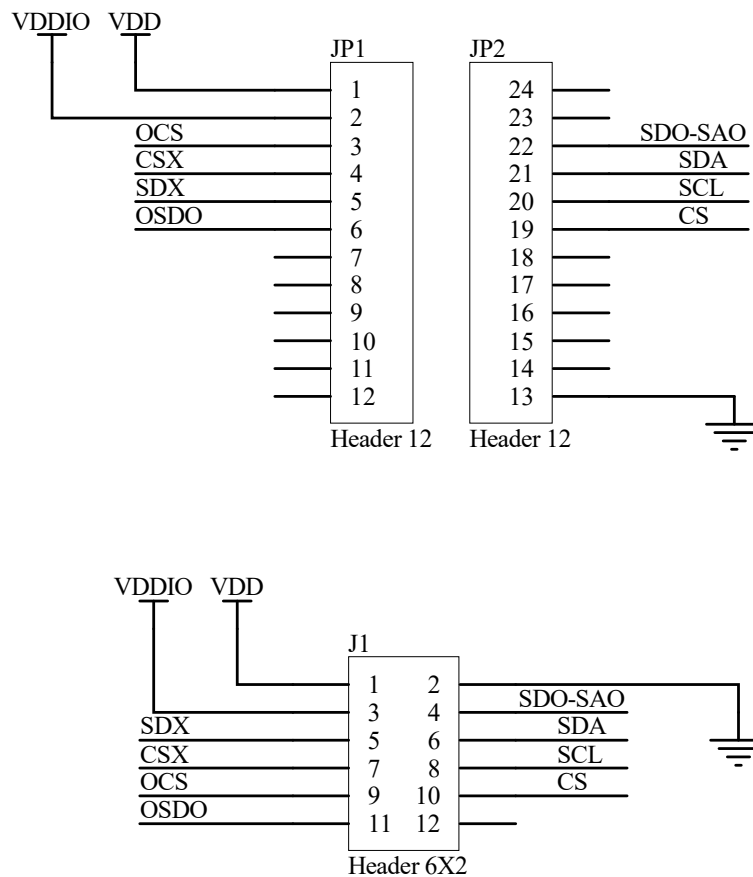 VDDIO VDD
JP1 JP2
1 24
2 23
OCS 3 22 SDO-SAO
CSX 4 21 SDA
SDX 5 20 SCL
OSDO 6 19 CS
7 18
8 17
9 16
10 15
11 14
12 13
Header 12 Header 12
VDDIO VDD
J1
1 2
3 4 SDO-SAO
SDX 5 6 SDA
CSX 7 8 SCL
OCS 9 10 CS
OSDO 11 12
Header 6X2